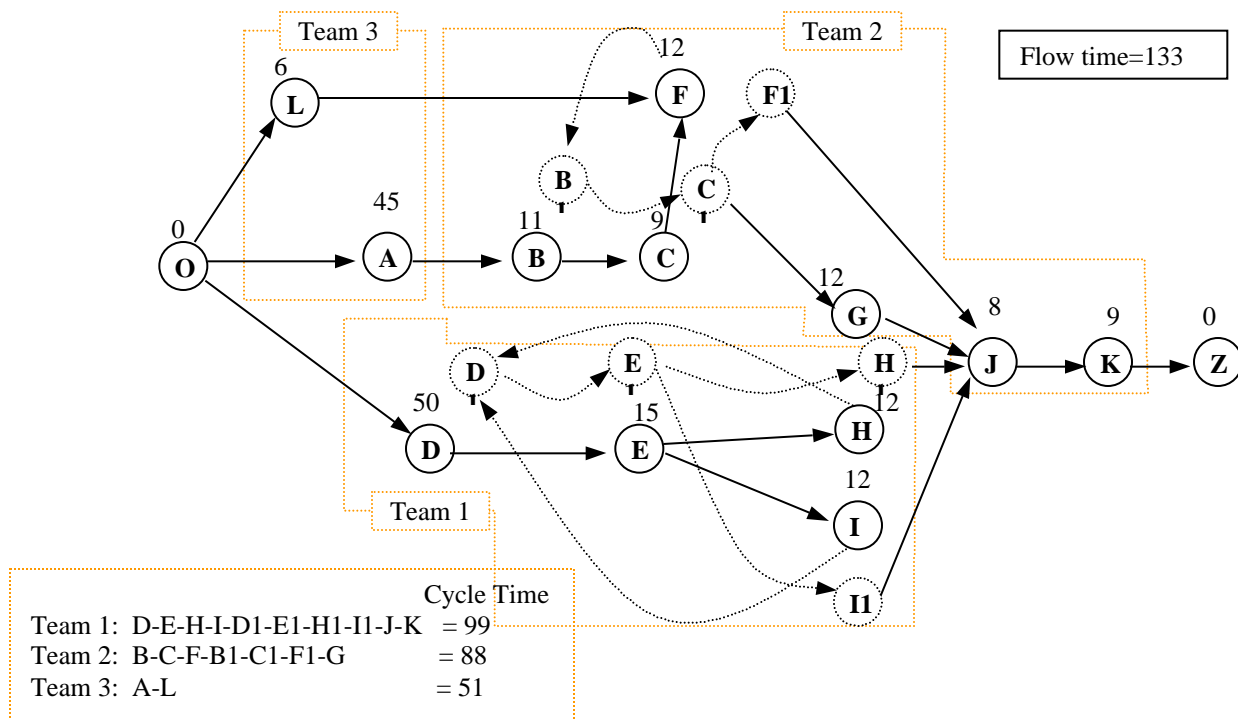 Team 3
Team 2
Flow time=133
6
L
12
F
F1
B
C
45
A
0
O
11
B
9
C
12
G
8
J
9
K
0
Z
D
E
H
50
D
15
E
12
H
12
I
I1
Team 1
Cycle Time
Team 1: D-E-H-I-D1-E1-H1-I1-J-K = 99
Team 2: B-C-F-B1-C1-F1-G = 88
Team 3: A-L = 51